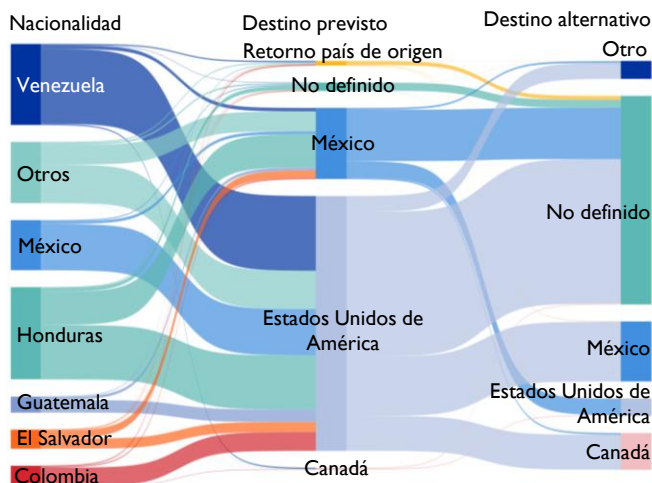 Nacionalidad
Destino previsto
Destino alternativo
Retorno país de origen
Otro
Venezuela
No definido
México
Otros
No definido
México
Estados Unidos de
América
Honduras
México
Guatemala
Estados Unidos de
América
El Salvador
Canadá
Colombia
Canadá